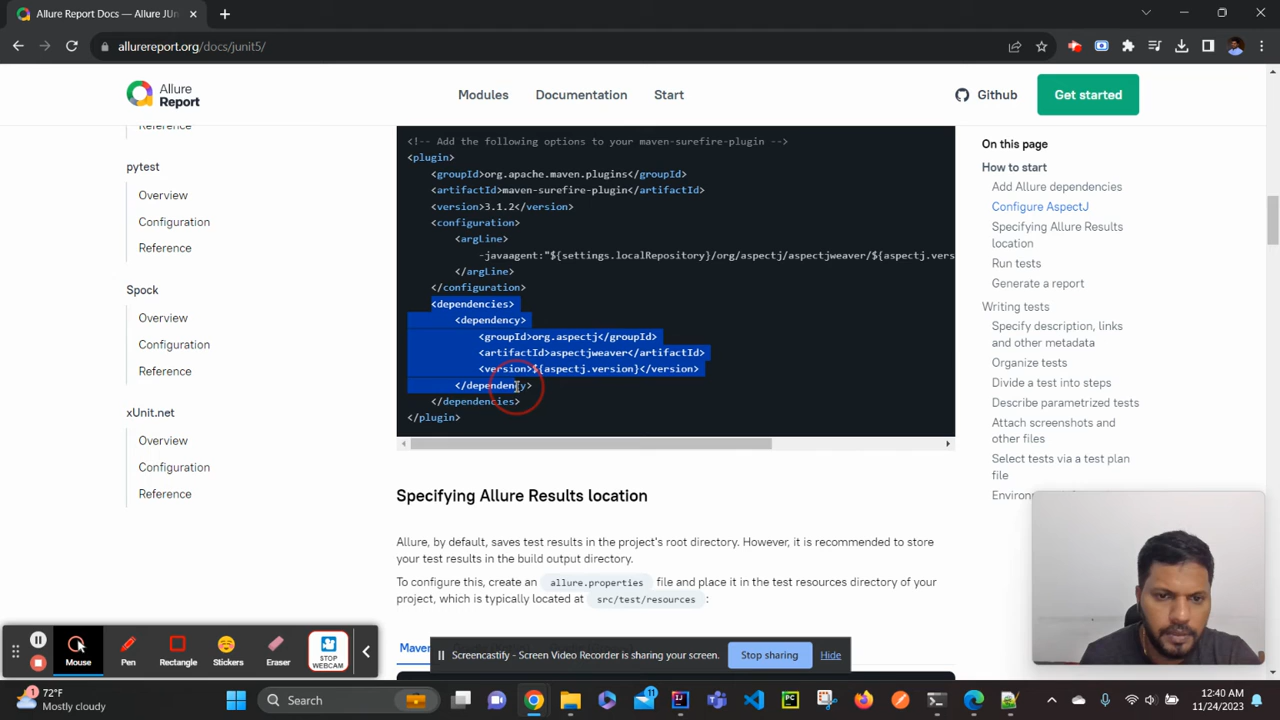 Allure Report Docs — Allure JUn
allurereport.org/docs/junit5/
Allure
Report
Modules
Documentation
Start
Github
Get started
Reference
pytest
Overview
Configuration
Reference
Spock
Overview
Configuration
Reference
xUnit.net
Overview
Configuration
Reference
<!-- Add the following options to your maven-surefire-plugin -->
<plugin>
<groupId>org.apache.maven.plugins</groupId>
<artifactId>maven-surefire-plugin</artifactId>
<version>3.1.2</version>
<configuration>
<argLine>
-javaagent:"${settings.localRepository}/org/aspectj/aspectjweaver/${aspectj.vers
</argLine>
</configuration>
<dependencies>
<dependency>
<groupId>org.aspectj</groupId>
<artifactId>aspectjweaver</artifactId>
<version>${aspectj.version}</version>
</dependency>
</dependencies>
</plugin>
Specifying Allure Results location
Allure, by default, saves test results in the project's root directory. However, it is recommended to store
your test results in the build output directory.
To configure this, create an allure.properties file and place it in the test resources directory of your
project, which is typically located at src/test/resources :
Maven
On this page
How to start
Add Allure dependencies
Configure AspectJ
Specifying Allure Results
location
Run tests
Generate a report
Writing tests
Specify description, links
and other metadata
Organize tests
Divide a test into steps
Describe parametrized tests
Attach screenshots and
other files
Select tests via a test plan
file
Mouse
Pen
Rectangle
Stickers
Eraser
STOP
WEBCAM
Screencastify - Screen Video Recorder is sharing your screen.
Stop sharing
Hide
72°F
Mostly cloudy
Search
11
12:40 AM
11/24/2023